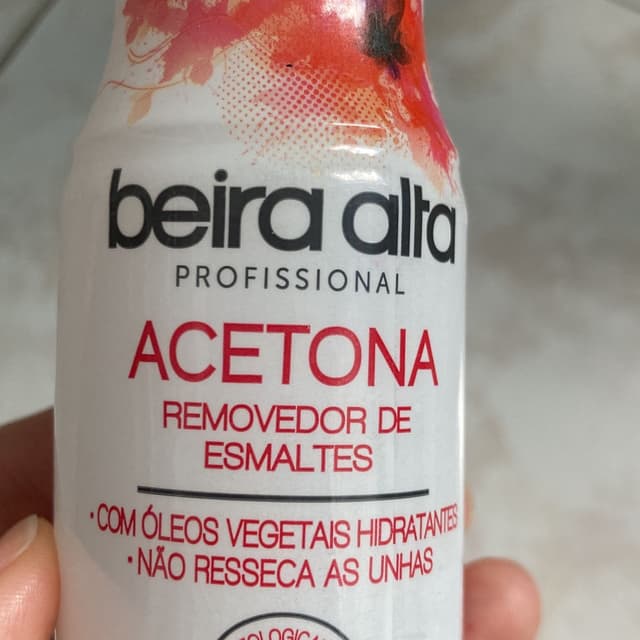 beira alta
PROFISSIONAL
ACETONA
REMOVEDOR DE
ESMALTES
• COM ÓLEOS VEGETAIS HIDRATANTES
• NÃO RESSECA AS UNHAS